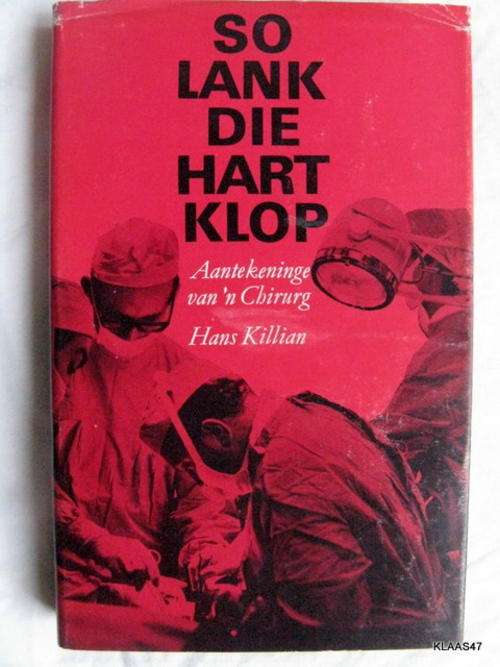 SO
LANK
DIE
HART
KLOP
Aantekeninge
van 'n Chirurg
Hans Killian
KLAAS47